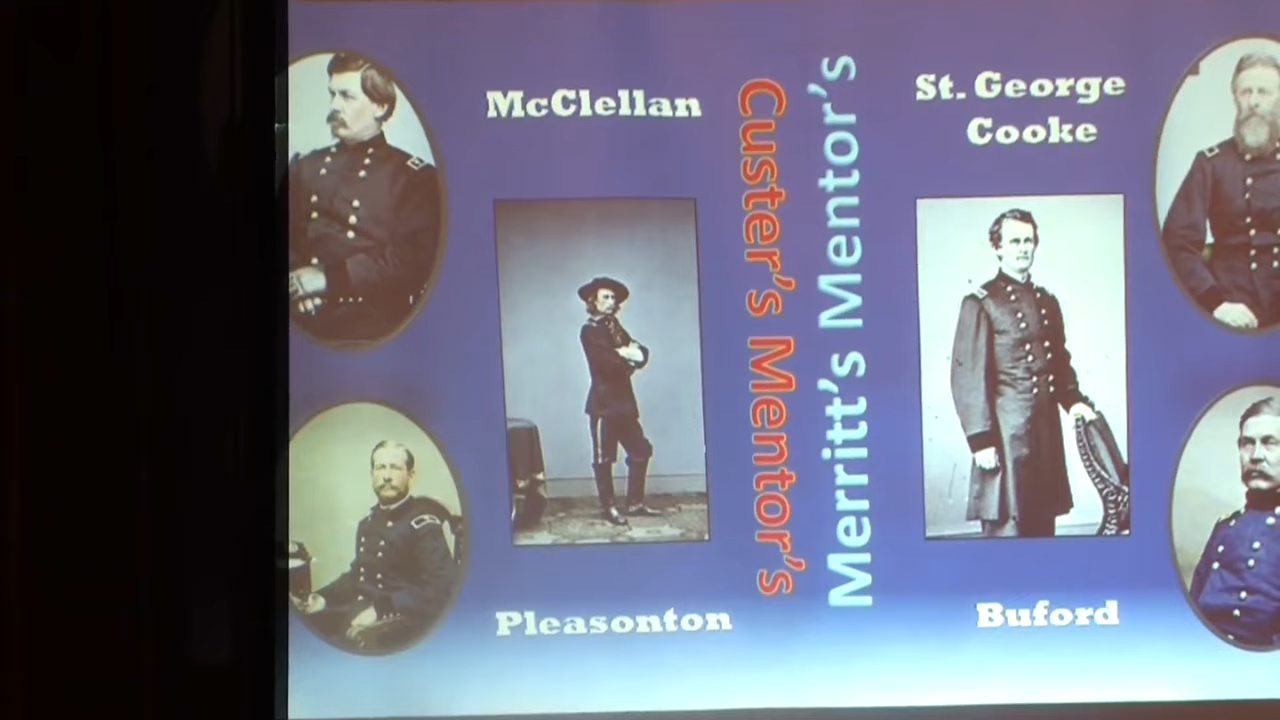 McClellan
Custer's Mentor's
Merritt's Mentor's
St. George
Cooke
Pleasonton
Buford